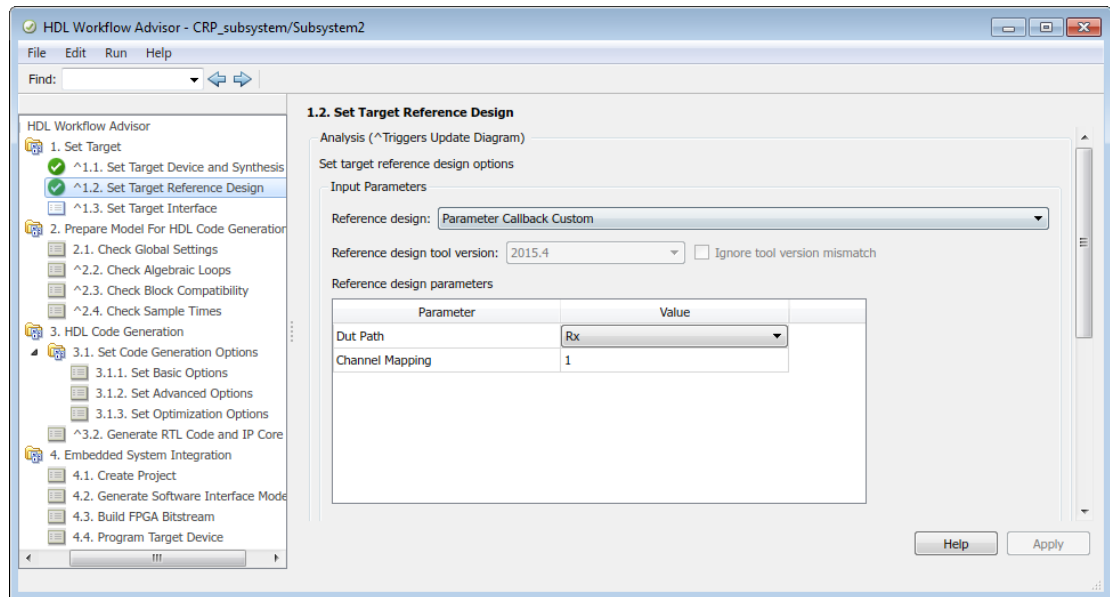 HDL Workflow Advisor - CRP_subsystem/Subsystem2
File Edit Run Help
Find:
HDL Workflow Advisor
1. Set Target
^1.1. Set Target Device and Synthesis
^1.2. Set Target Reference Design
^1.3. Set Target Interface
2. Prepare Model For HDL Code Generation
2.1. Check Global Settings
^2.2. Check Algebraic Loops
^2.3. Check Block Compatibility
^2.4. Check Sample Times
3. HDL Code Generation
3.1. Set Code Generation Options
3.1.1. Set Basic Options
3.1.2. Set Advanced Options
3.1.3. Set Optimization Options
^3.2. Generate RTL Code and IP Core
4. Embedded System Integration
4.1. Create Project
4.2. Generate Software Interface Mode
4.3. Build FPGA Bitstream
4.4. Program Target Device
1.2. Set Target Reference Design
Analysis (^Triggers Update Diagram)
Set target reference design options
Input Parameters
Reference design: Parameter Callback Custom
Reference design tool version: 2015.4 Ignore tool version mismatch
Reference design parameters
Parameter Value
Dut Path Rx
Channel Mapping 1
Help Apply